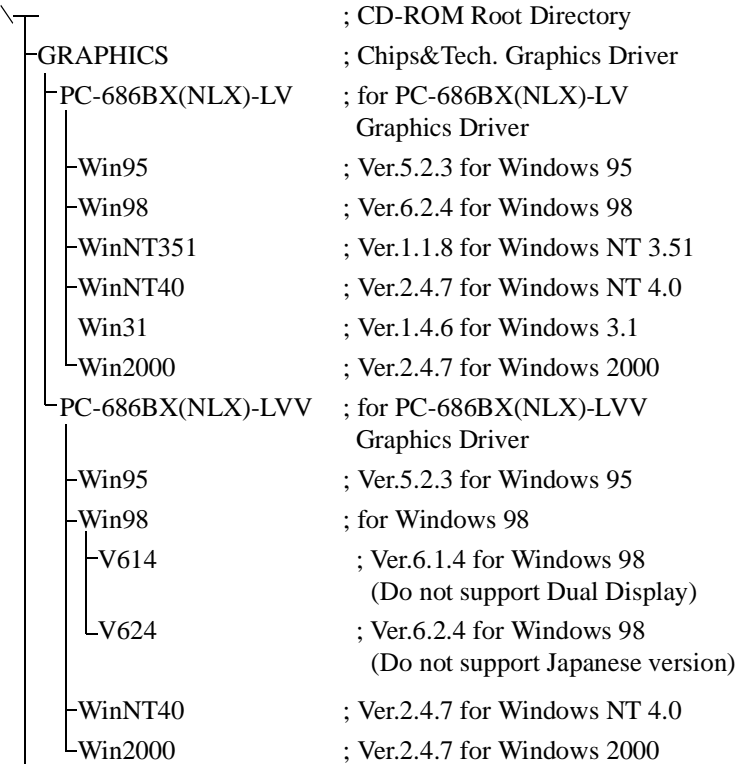 \ ; CD-ROM Root Directory
GRAPHICS ; Chips&Tech. Graphics Driver
PC-686BX(NLX)-LV ; for PC-686BX(NLX)-LV
Graphics Driver
Win95 ; Ver.5.2.3 for Windows 95
Win98 ; Ver.6.2.4 for Windows 98
WinNT351 ; Ver.1.1.8 for Windows NT 3.51
WinNT40 ; Ver.2.4.7 for Windows NT 4.0
Win31 ; Ver.1.4.6 for Windows 3.1
Win2000 ; Ver.2.4.7 for Windows 2000
PC-686BX(NLX)-LVV ; for PC-686BX(NLX)-LVV
Graphics Driver
Win95 ; Ver.5.2.3 for Windows 95
Win98 ; for Windows 98
V614 ; Ver.6.1.4 for Windows 98
(Do not support Dual Display)
V624 ; Ver.6.2.4 for Windows 98
(Do not support Japanese version)
WinNT40 ; Ver.2.4.7 for Windows NT 4.0
Win2000 ; Ver.2.4.7 for Windows 2000